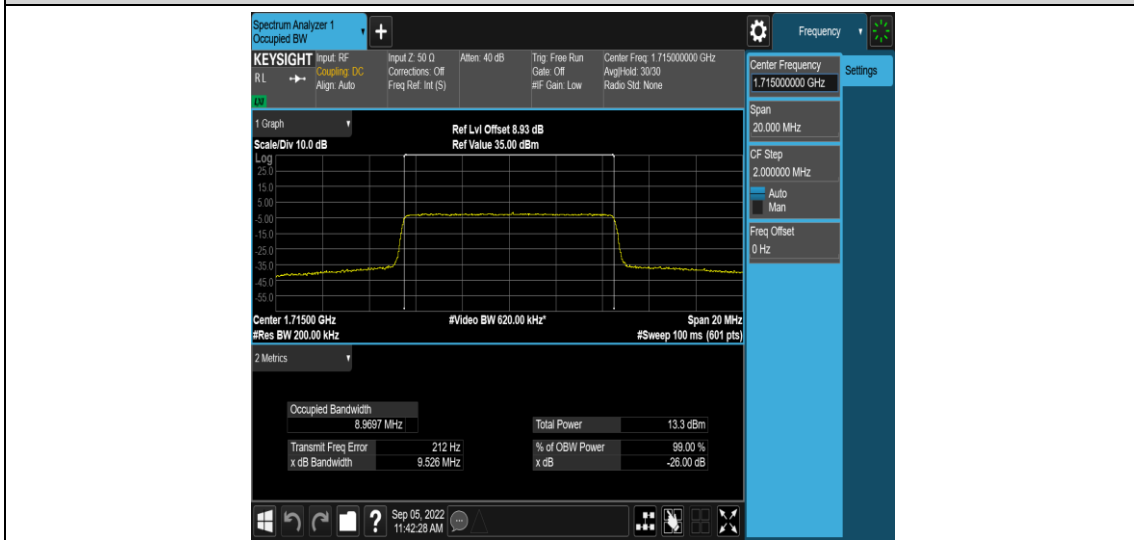 Spectrum Analyzer 1
Occupied BW
+
Frequency
KEYSIGHT
RL
LM
Input: RF
Coupling: DC
Align: Auto
Input Z: 50 Ω
Corrections: Off
Freq Ref: Int (S)
Atten: 40 dB
Trig: Free Run
Gate: Off
#IF Gain: Low
Center Freq: 1.715000000 GHz
Avg|Hold: 30/30
Radio Std: None
Center Frequency
1.715000000 GHz
Settings
Span
20.000 MHz
CF Step
2.000000 MHz
Auto
Man
Freq Offset
0 Hz
1 Graph
Scale/Div 10.0 dB
Ref Lvl Offset 8.93 dB
Ref Value 35.00 dBm
Log
25.0
15.0
5.00
-5.00
-15.0
-25.0
-35.0
-45.0
-55.0
Center 1.71500 GHz
#Res BW 200.00 kHz
#Video BW 620.00 kHz*
Span 20 MHz
#Sweep 100 ms (601 pts)
2 Metrics
Occupied Bandwidth
8.9697 MHz
Transmit Freq Error 212 Hz
x dB Bandwidth 9.526 MHz
Total Power 13.3 dBm
% of OBW Power 99.00 %
x dB -26.00 dB
?
Sep 05, 2022
11:42:28 AM